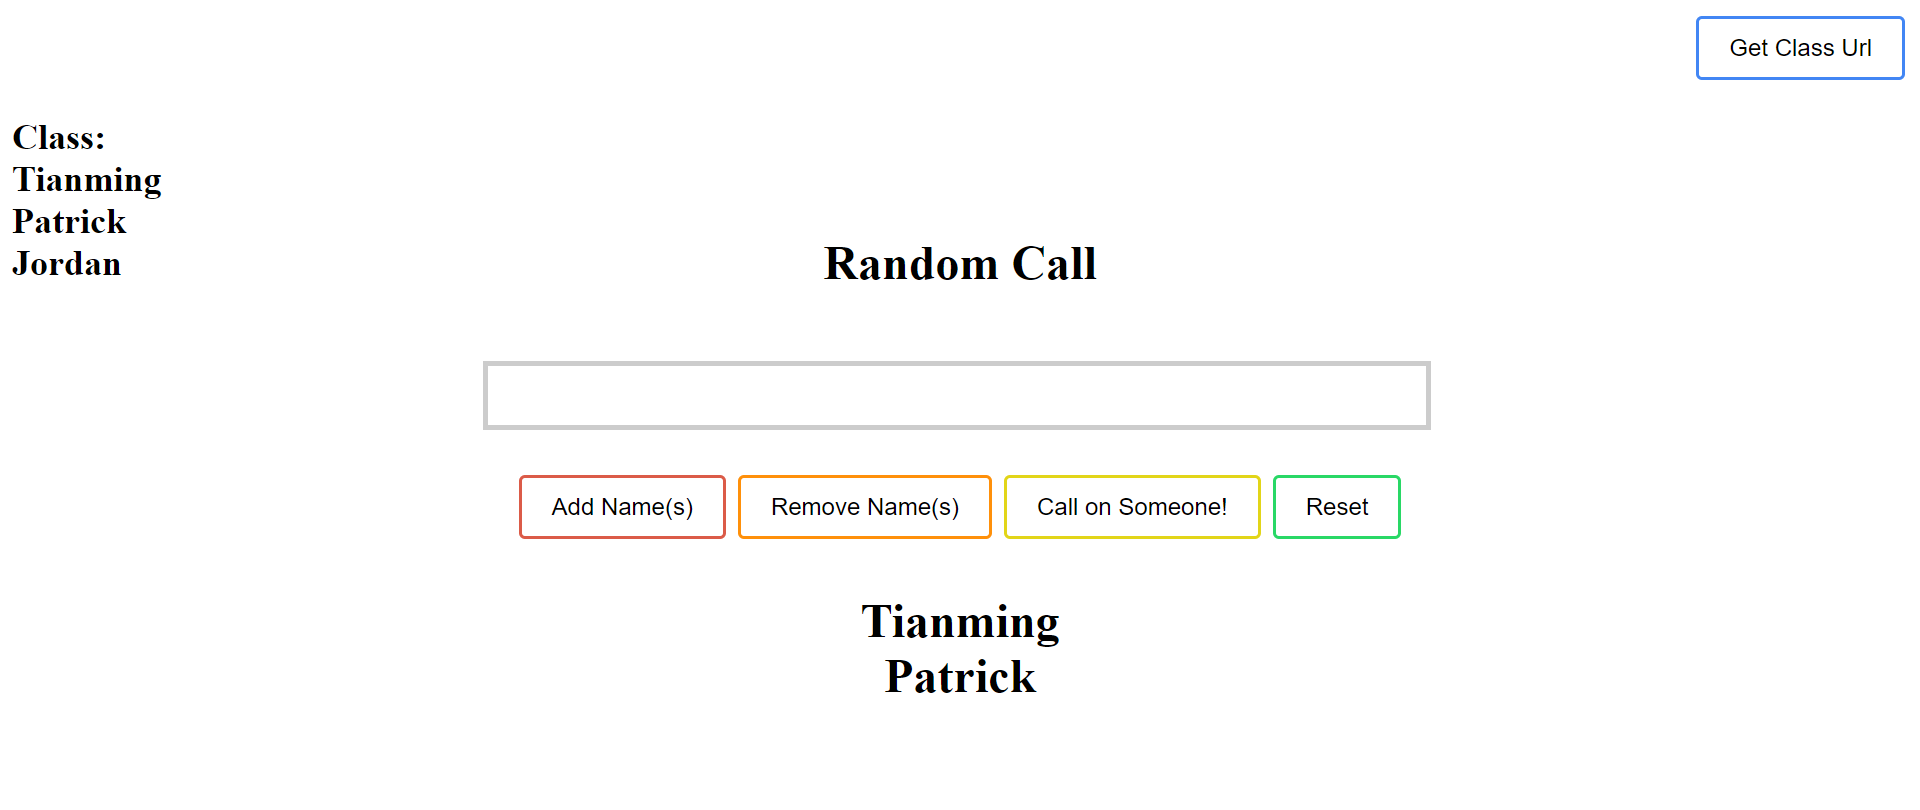 Get Class Url
Class:
Tianming
Patrick
Jordan
Random Call
Add Name(s) Remove Name(s) Call on Someone! Reset
Tianming
Patrick